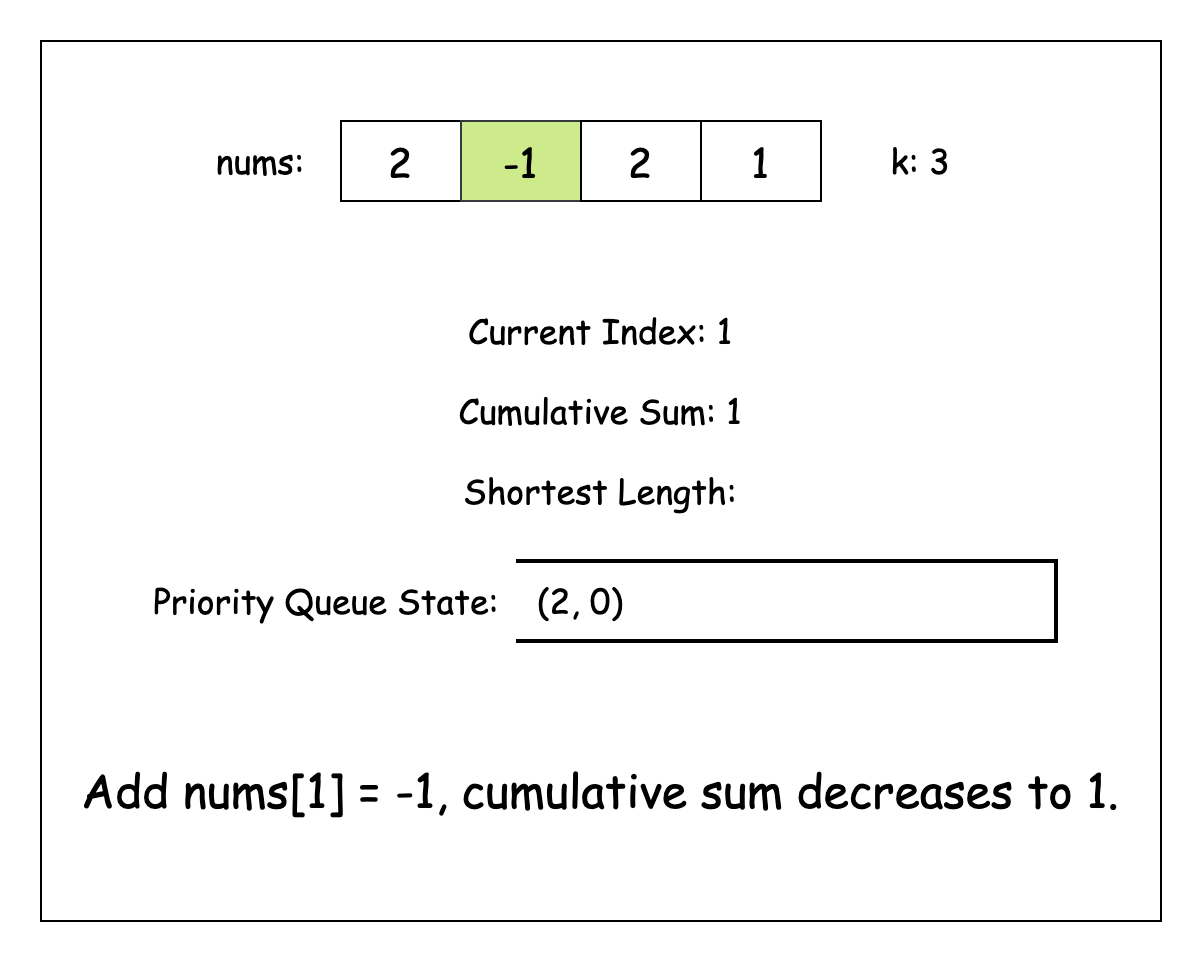 nums: 2 -1 2 1 k: 3
Current Index: 1
Cumulative Sum: 1
Shortest Length:
Priority Queue State: (2, 0)
Add nums[1] = -1, cumulative sum decreases to 1.